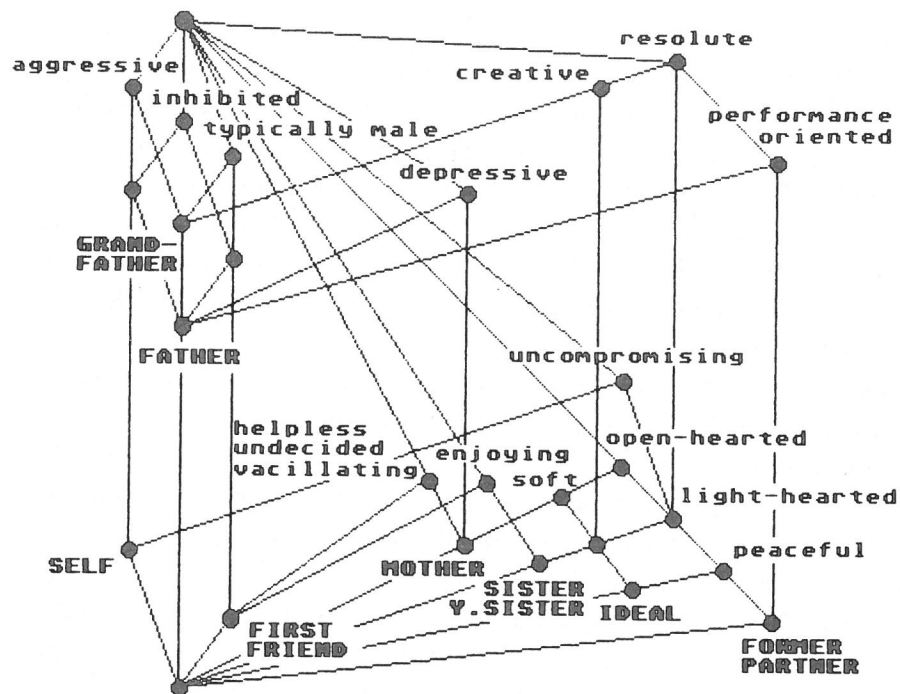 resolute
aggressive
creative
inhibited
typically male
performance
oriented
depressive
GRAND-
FATHER
FATHER
uncompromising
helpless
undecided
vacillating
enjoying
open-hearted
soft
light-hearted
SELF
MOTHER
peaceful
SISTER
Y.SISTER
IDEAL
FIRST
FRIEND
FORMER
PARTNER